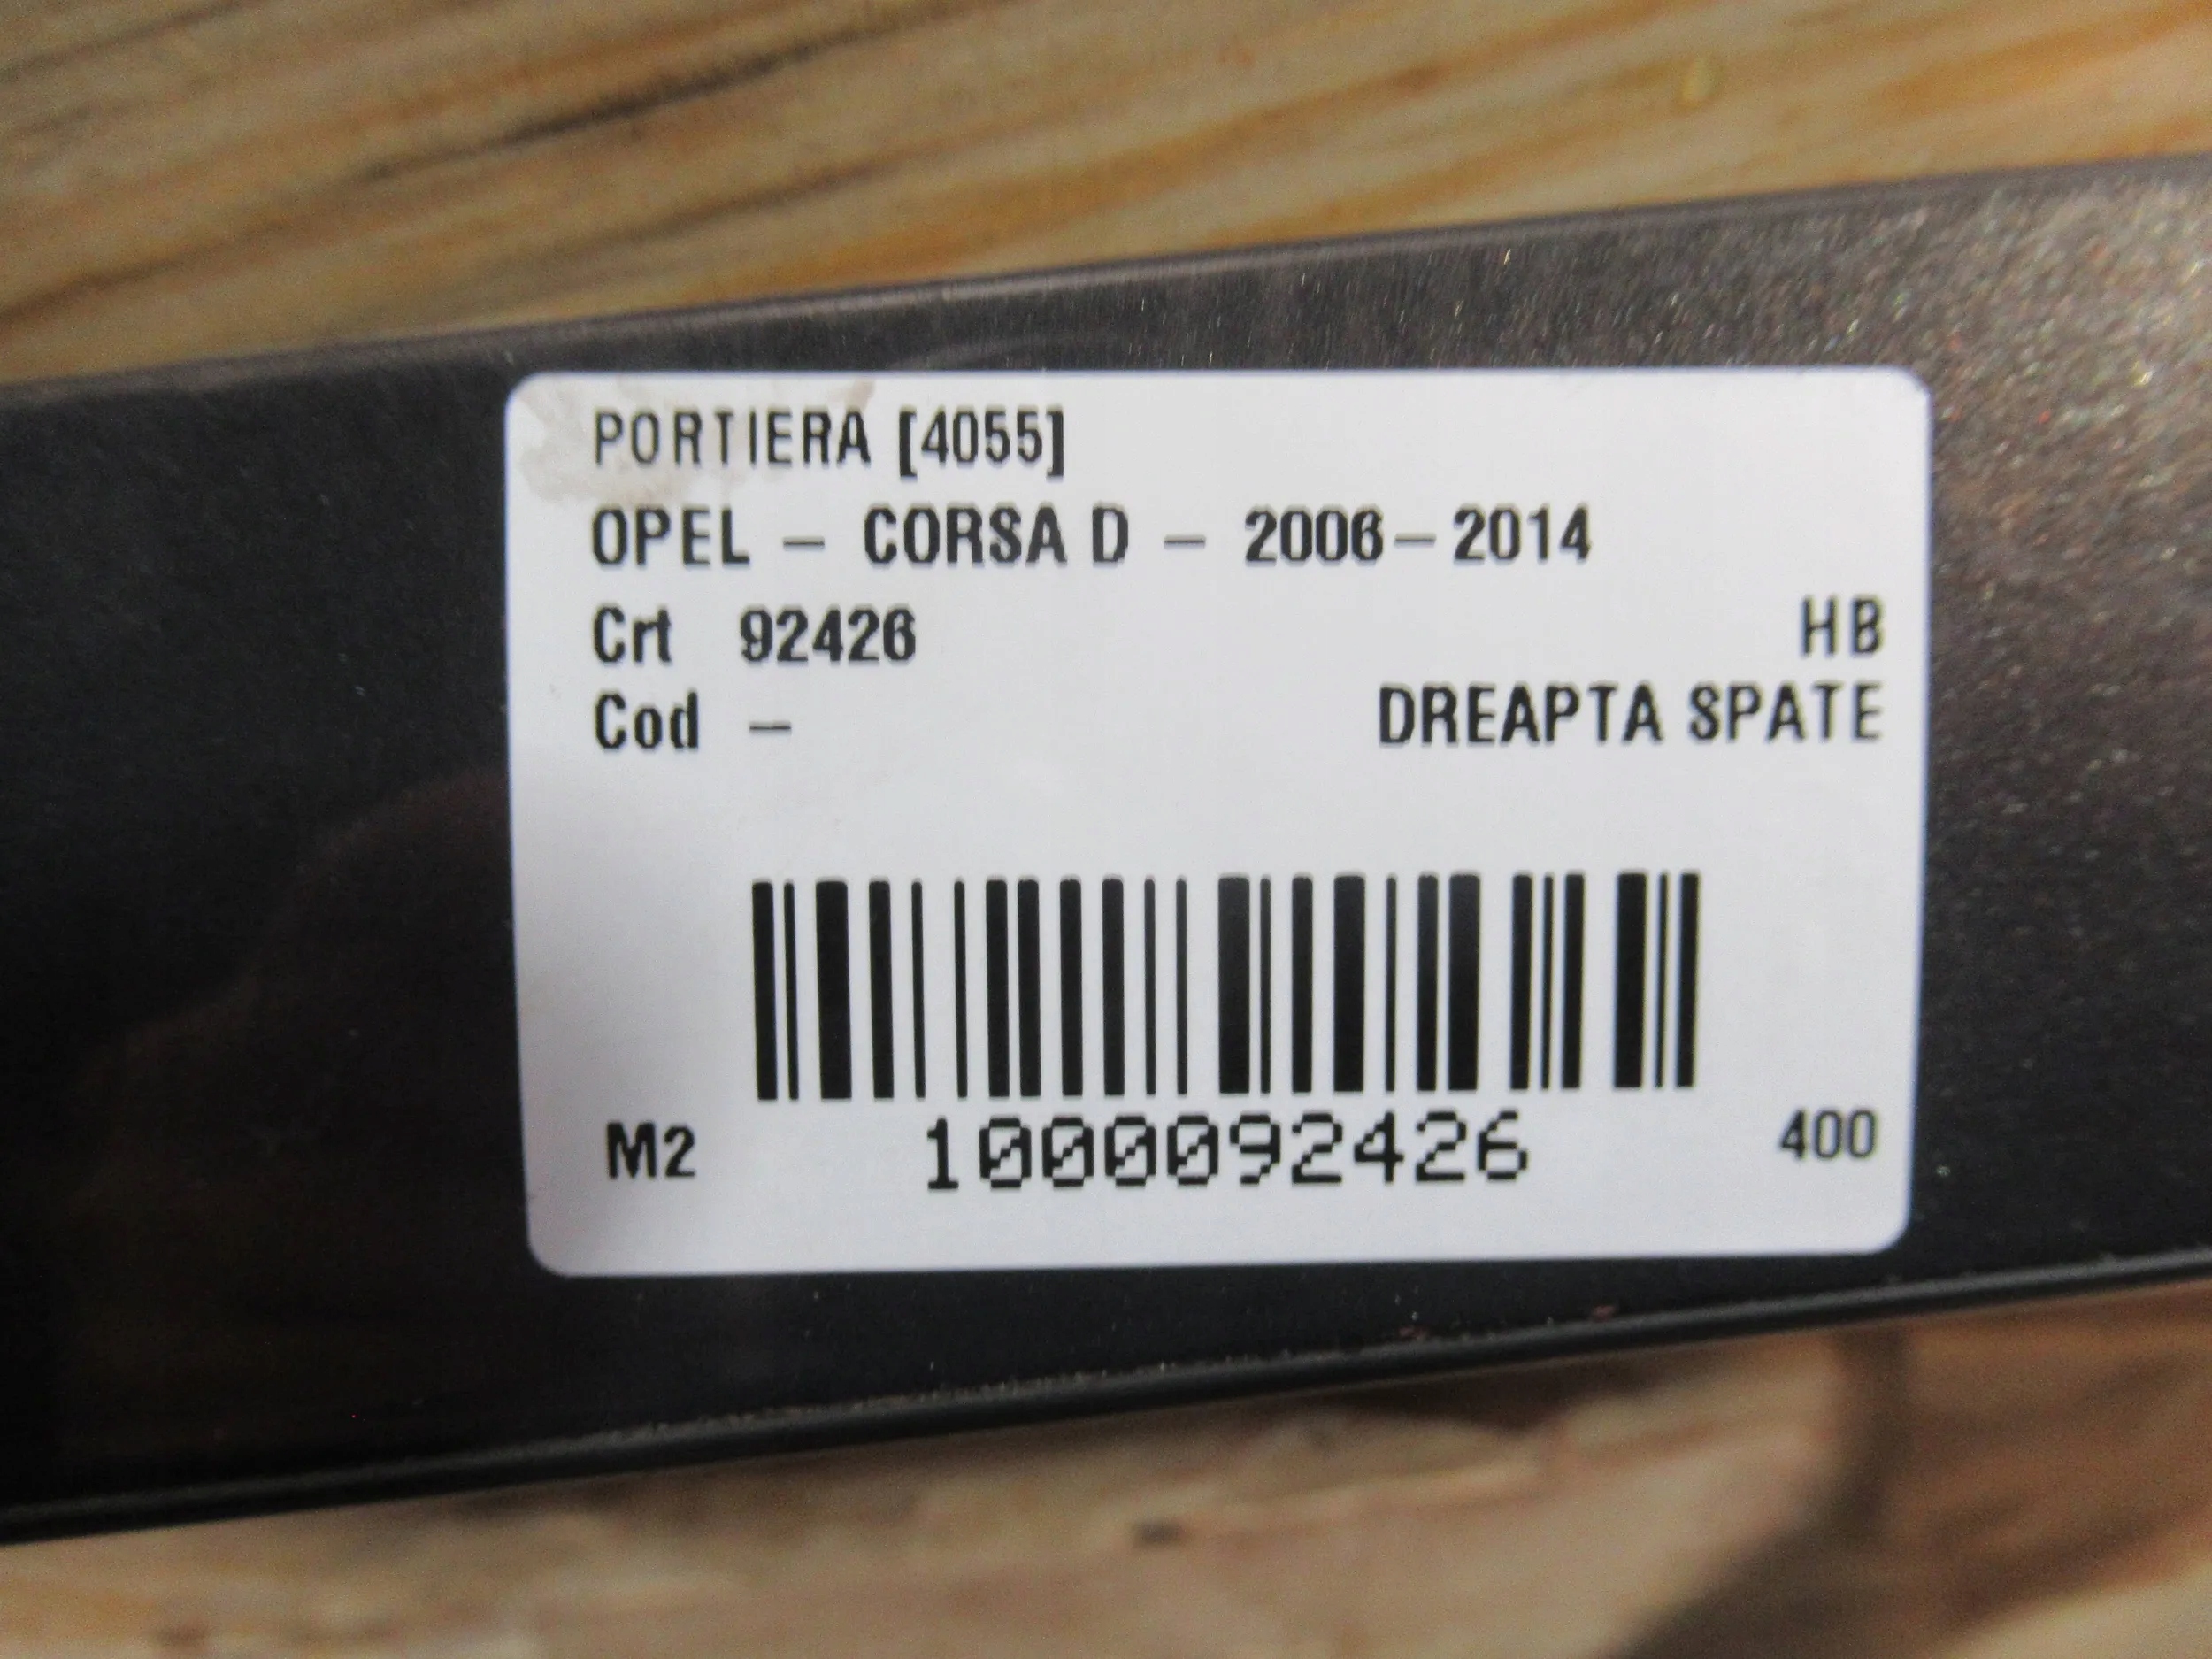 PORTIERA [4055]
OPEL - CORSA D - 2006-2014
Crt 92426 HB
Cod - DREAPTA SPATE
M2 1000092426 400